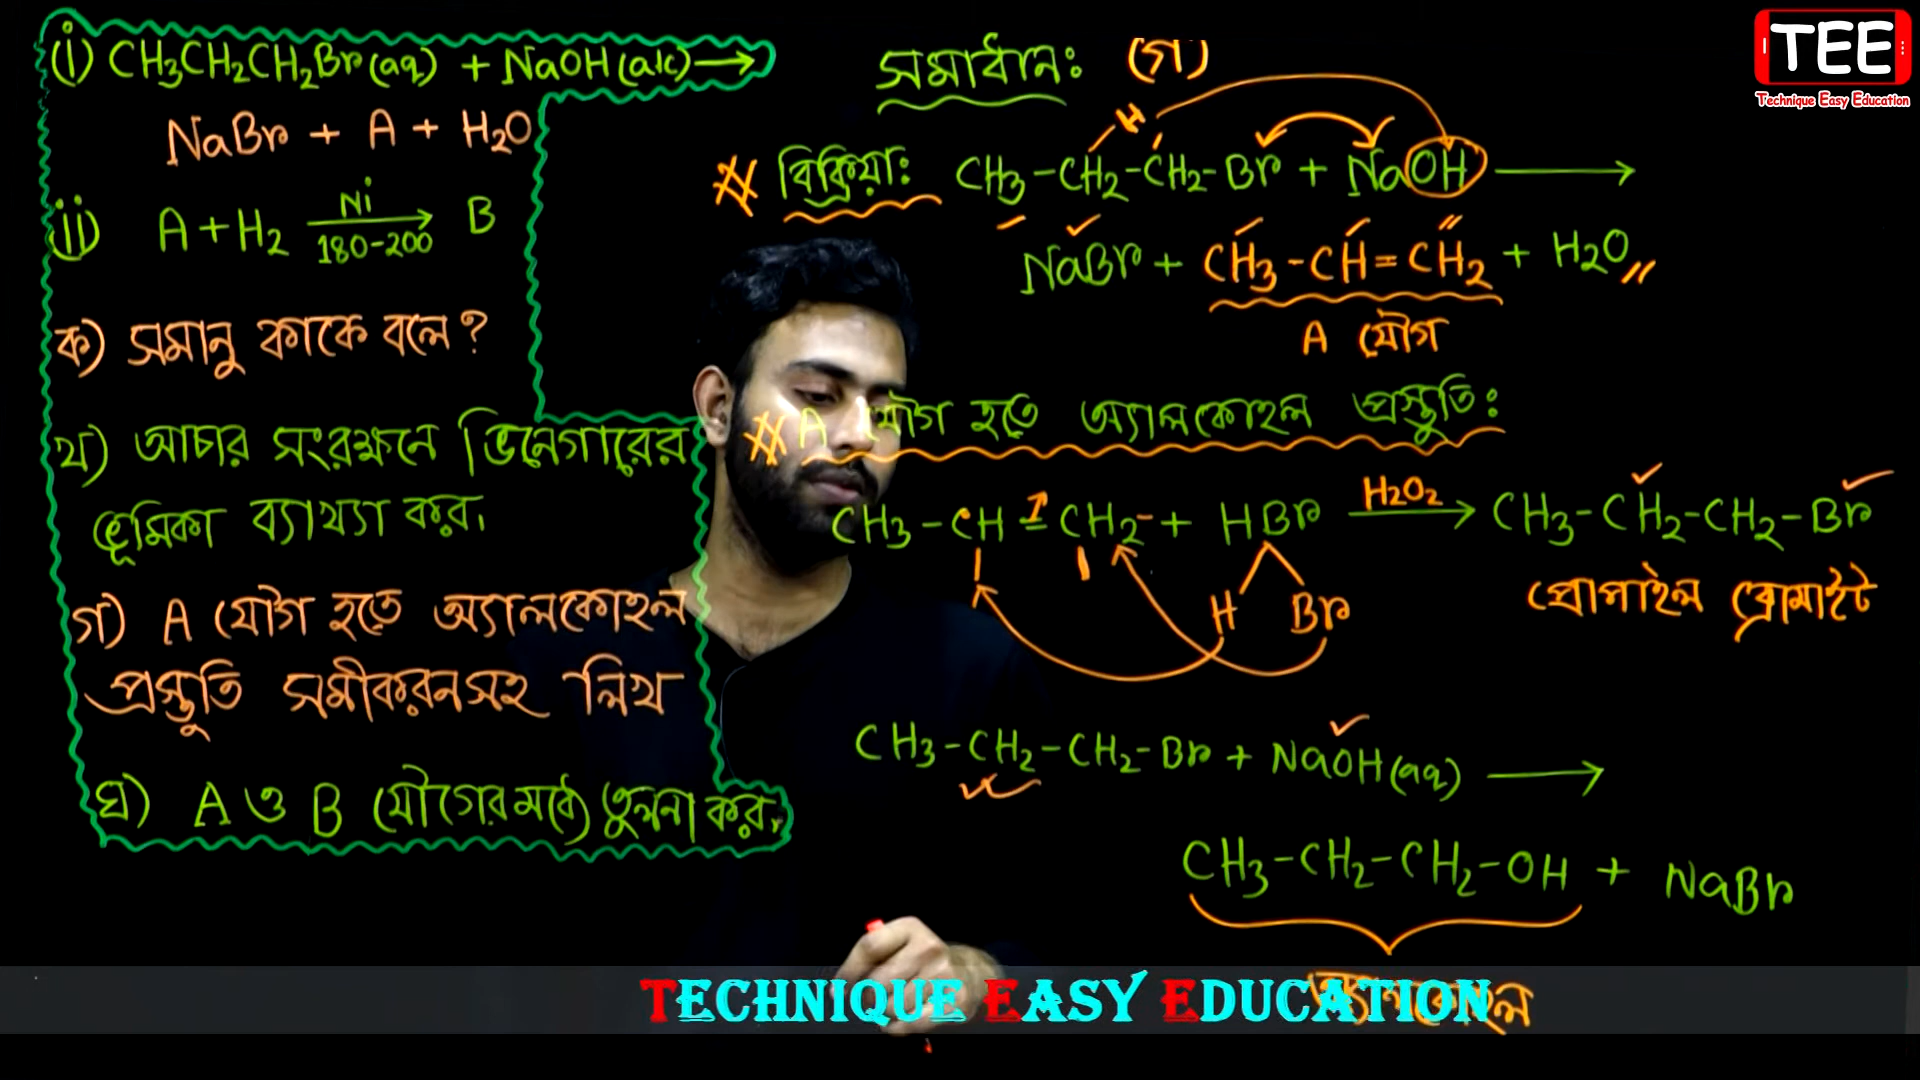 (i) CH₃CH₂CH₂Br(aq) + NaOH(alc) →
NaBr + A + H₂O
(ii) A + H₂ Ni → 180-200 B
ক) সমানু কাকে বলে?
খ) আচার সংরক্ষনে ভিনেগারের
ভূমিকা ব্যাখ্যা কর।
গ) A যৌগ হতে অ্যালকোহল
প্রস্তুতি সমীকরনসহ লিখ
ঘ) A ও B যৌগের মধ্যে তুলনা কর।
সমাধান: (গ)
H
# বিক্রিয়া: CH₃-CH₂-CH₂-Br + NaOH →
NaBr + CH₃-CH=CH₂ + H₂O
A যৌগ
# A যৌগ হতে অ্যালকোহল প্রস্তুতি:
CH₃-CH=CH₂ + HBr H₂O₂ → CH₃-CH₂-CH₂-Br
H Br
প্রোপাইল ব্রোমাইট
CH₃-CH₂-CH₂-Br + NaOH(aq) →
CH₃-CH₂-CH₂-OH + NaBr
অ্যালকোহল
TEE
Technique Easy Education
TECHNIQUE EASY EDUCATION